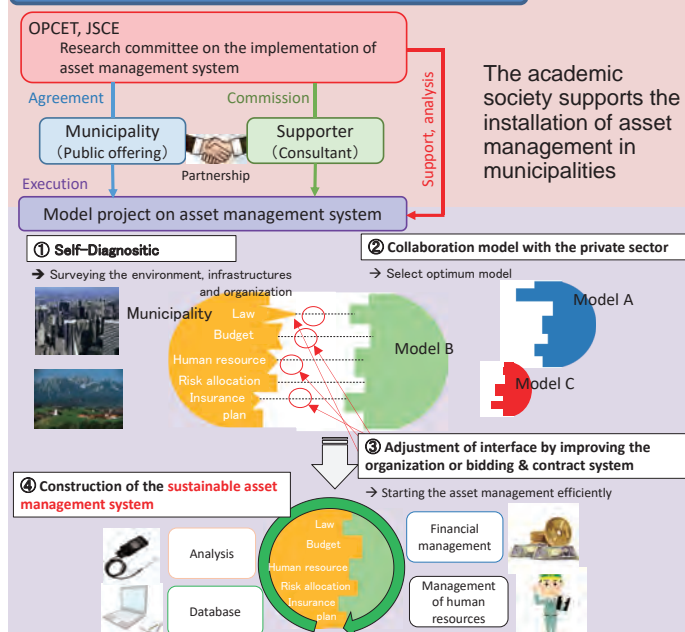 OPCET, JSCE
Research committee on the implementation of
asset management system
Agreement
Commission
Support, analysis
The academic
society supports the
installation of asset
management in
municipalities
Municipality
(Public offering)
Partnership
Supporter
(Consultant)
Execution
Model project on asset management system
① Self-Diagnositic
➔ Surveying the environment, infrastructures
and organization
② Collaboration model with the private sector
→ Select optimum model
Municipality
Law
Budget
Human resource
Risk allocation
Insurance
plan
Model B
Model A
Model C
③ Adjustment of interface by improving the
organization or bidding & contract system
→ Starting the asset management efficiently
④ Construction of the sustainable asset
management system
Analysis
Database
Law
Budget
Human resource
Risk allocation
Insurance
plan
Financial
management
Management
of human
resources